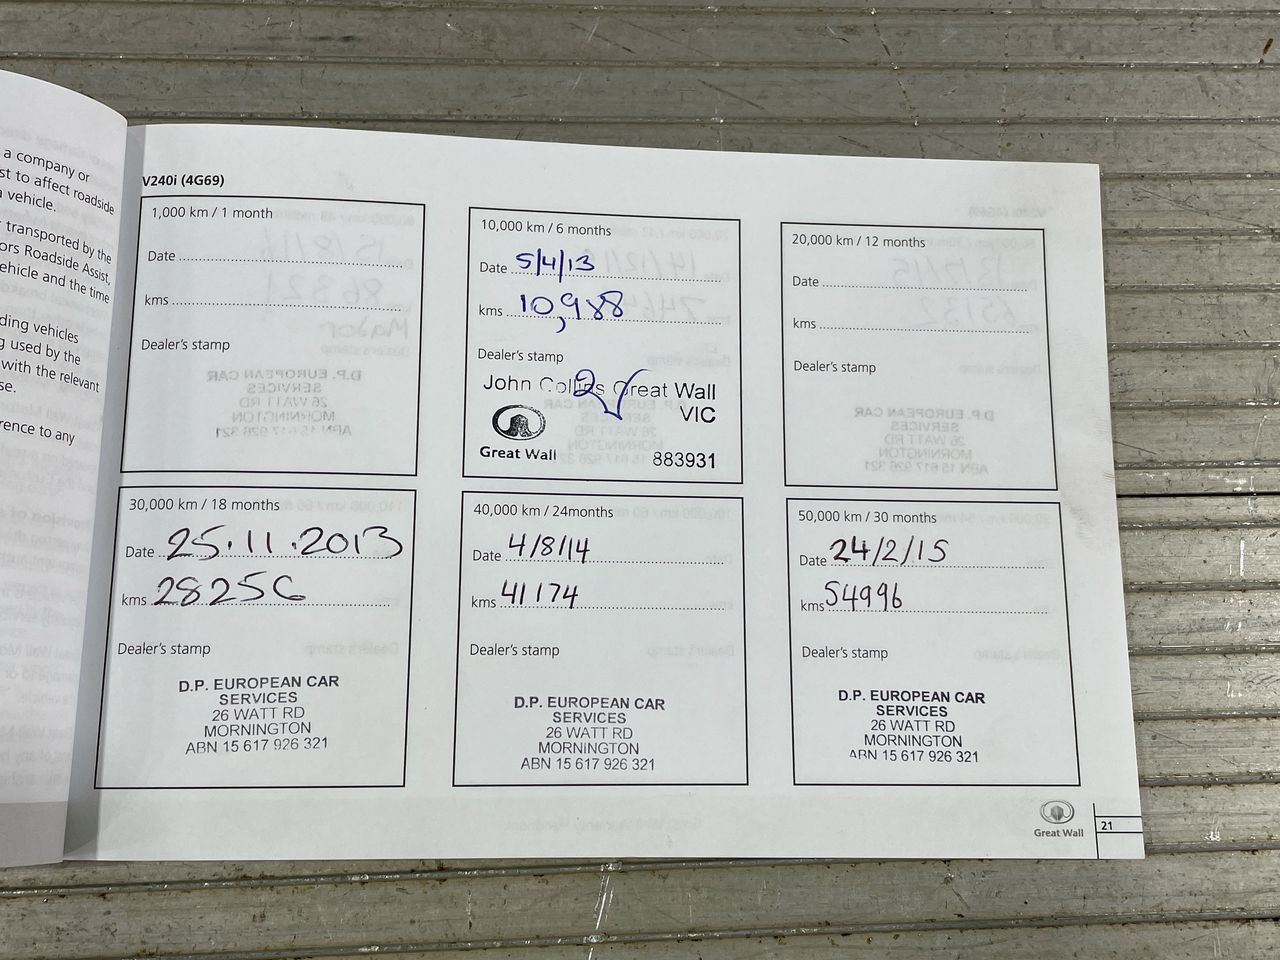 a company or
st to affect roadside
vehicle.
transported by the
ors Roadside Assist,
ehicle and the time
ding vehicles
used by the
with the relevant
se.
rence to any
V240i (4G69)
1,000 km / 1 month
Date
kms
Dealer's stamp
10,000 km / 6 months
Date 5/4/13
kms 10,988
Dealer's stamp
John Collins Great Wall
VIC
Great Wall
883931
20,000 km / 12 months
Date
kms
Dealer's stamp
30,000 km / 18 months
Date 25.11.2013
kms 28256
Dealer's stamp
D.P. EUROPEAN CAR
SERVICES
26 WATT RD
MORNINGTON
ABN 15 617 926 321
40,000 km / 24months
Date 4/8/14
kms 41174
Dealer's stamp
D.P. EUROPEAN CAR
SERVICES
26 WATT RD
MORNINGTON
ABN 15 617 926 321
50,000 km / 30 months
Date 24/2/15
kms 54996
Dealer's stamp
D.P. EUROPEAN CAR
SERVICES
26 WATT RD
MORNINGTON
ABN 15 617 926 321
Great Wall
21